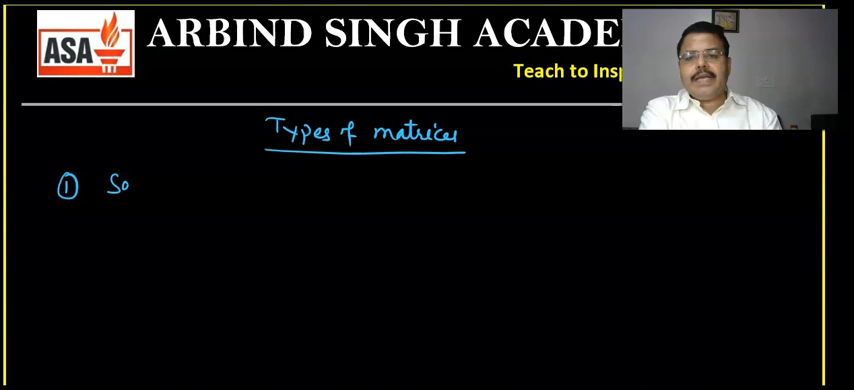 ASA
ARBIND SINGH ACADE
Teach to Insp
Types of matrices
① So